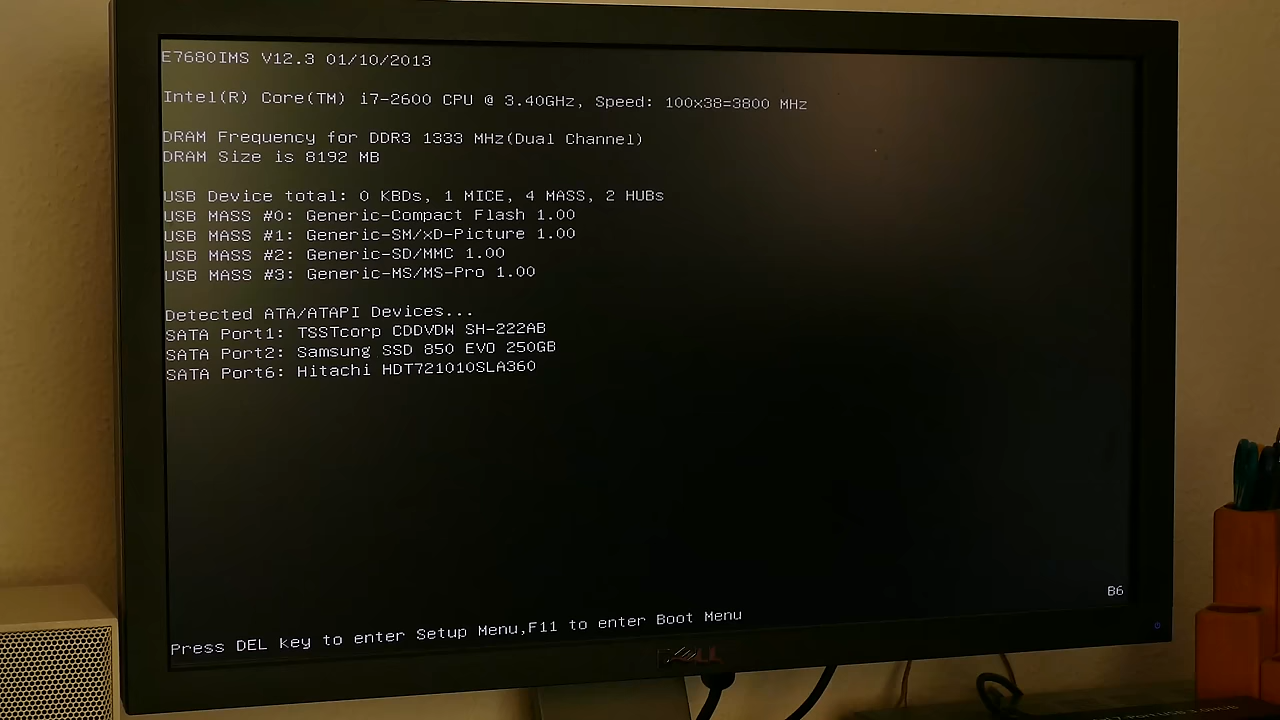 E7680IMS V12.3 01/10/2013
Intel(R) Core(TM) i7-2600 CPU @ 3.40GHz, Speed: 100x38=3800 MHz
DRAM Frequency for DDR3 1333 MHz(Dual Channel)
DRAM Size is 8192 MB
USB Device total: 0 KBDs, 1 MICE, 4 MASS, 2 HUBs
USB MASS #0: Generic-Compact Flash 1.00
USB MASS #1: Generic-SM/xD-Picture 1.00
USB MASS #2: Generic-SD/MMC 1.00
USB MASS #3: Generic-MS/MS-Pro 1.00
Detected ATA/ATAPI Devices...
SATA Port1: TSSTcorp CDDVDW SH-222AB
SATA Port2: Samsung SSD 850 EVO 250GB
SATA Port6: Hitachi HDT721010SLA360
B6
Press DEL key to enter Setup Menu,F11 to enter Boot Menu
DELL